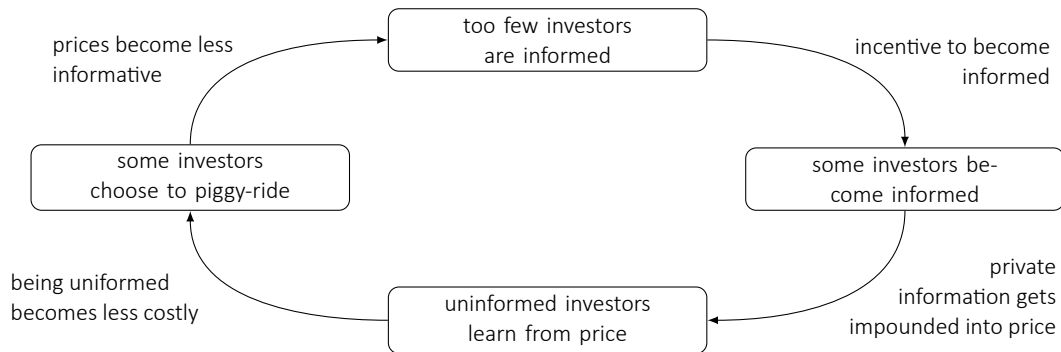 too few investors
are informed
incentive to become
informed
some investors be-
come informed
private
information gets
impounded into price
uninformed investors
learn from price
being uniformed
becomes less costly
some investors
choose to piggy-ride
prices become less
informative